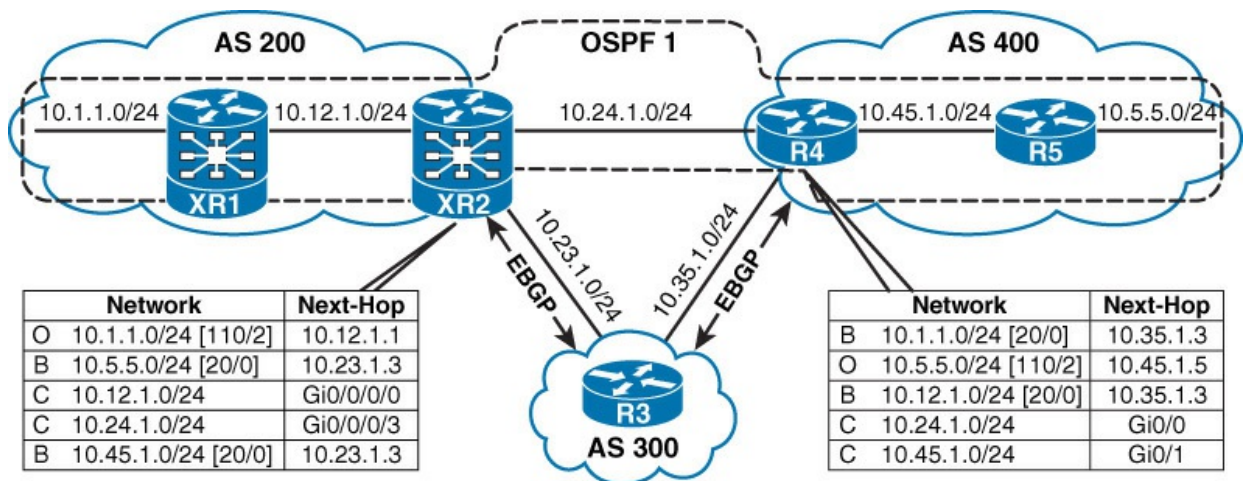 AS 200
OSPF 1
AS 400
10.1.1.0/24
10.12.1.0/24
10.24.1.0/24
10.45.1.0/24
10.5.5.0/24
XR1
XR2
R4
R5
10.23.1.0/24
EBGP
10.35.1.0/24
EBGP
R3
AS 300
Network Next-Hop
O 10.1.1.0/24 [110/2] 10.12.1.1
B 10.5.5.0/24 [20/0] 10.23.1.3
C 10.12.1.0/24 Gi0/0/0/0
C 10.24.1.0/24 Gi0/0/0/3
B 10.45.1.0/24 [20/0] 10.23.1.3
Network Next-Hop
B 10.1.1.0/24 [20/0] 10.35.1.3
O 10.5.5.0/24 [110/2] 10.45.1.5
B 10.12.1.0/24 [20/0] 10.35.1.3
C 10.24.1.0/24 Gi0/0
C 10.45.1.0/24 Gi0/1